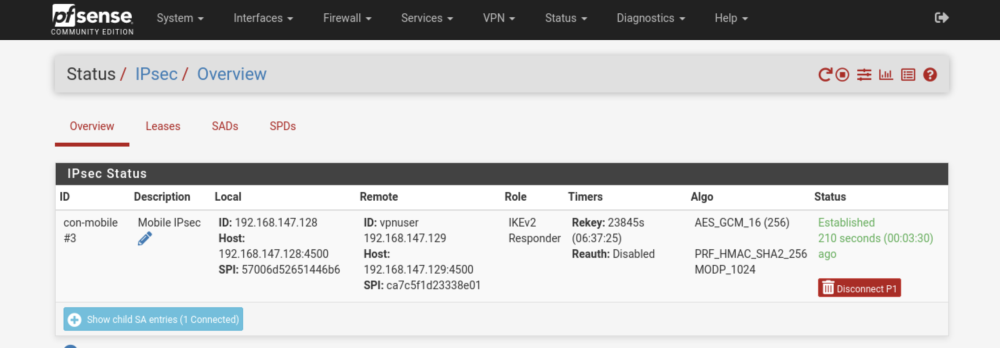 pfsense
COMMUNITY EDITION
System
Interfaces
Firewall
Services
VPN
Status
Diagnostics
Help
Status / IPsec / Overview
Overview
Leases
SADs
SPDs
IPsec Status
ID Description Local Remote Role Timers Algo Status
con-mobile
#3
Mobile IPsec
ID: 192.168.147.128
Host:
192.168.147.128:4500
SPI: 57006d52651446b6
ID: vpnuser
192.168.147.129
Host:
192.168.147.129:4500
SPI: ca7c5f1d23338e01
IKEv2
Responder
Rekey: 23845s
(06:37:25)
Reauth: Disabled
AES_GCM_16 (256)
PRF_HMAC_SHA2_256
MODP_1024
Established
210 seconds (00:03:30)
ago
Disconnect P1
Show child SA entries (1 Connected)